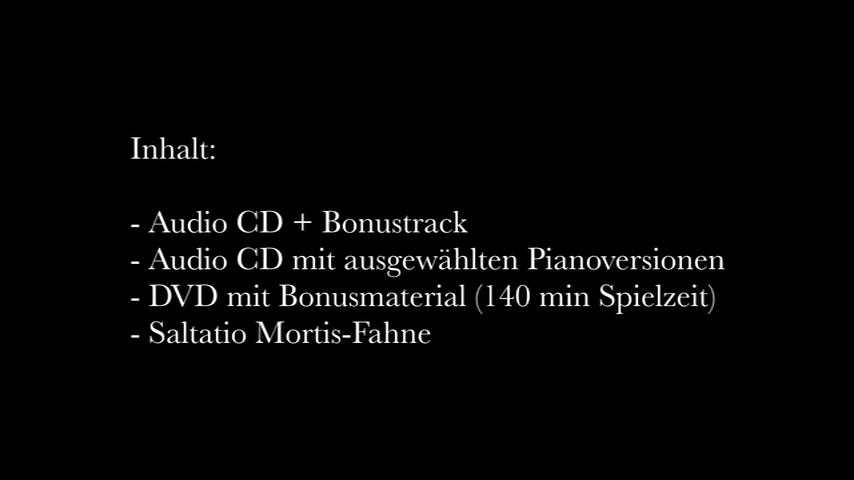 Inhalt:
- Audio CD + Bonustrack
- Audio CD mit ausgewählten Pianoversionen
- DVD mit Bonusmaterial (140 min Spielzeit)
- Saltatio Mortis-Fahne